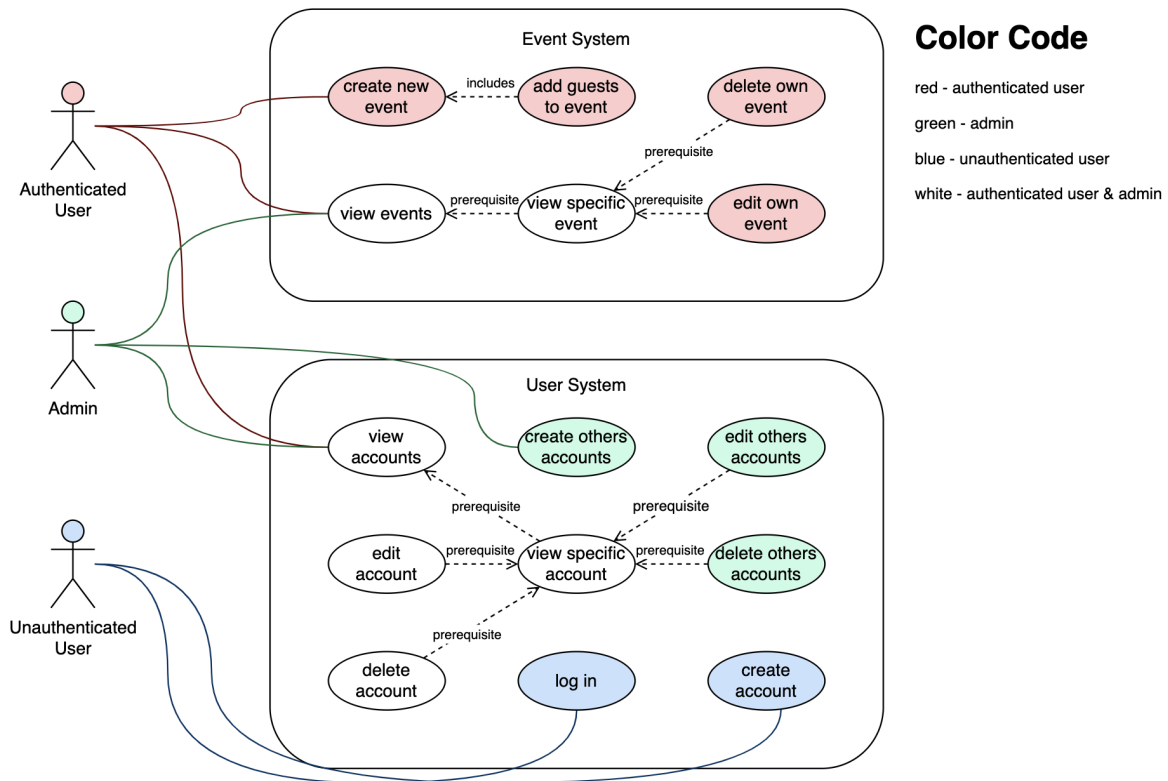 Event System
Color Code
create new
event
includes
add guests
to event
delete own
event
red - authenticated user
green - admin
prerequisite
blue - unauthenticated user
Authenticated
User
view events
prerequisite
view specific
event
prerequisite
edit own
event
white - authenticated user & admin
Admin
User System
view
accounts
create others
accounts
edit others
accounts
prerequisite
prerequisite
edit
account
prerequisite
view specific
account
prerequisite
delete others
accounts
Unauthenticated
User
prerequisite
delete
account
log in
create
account